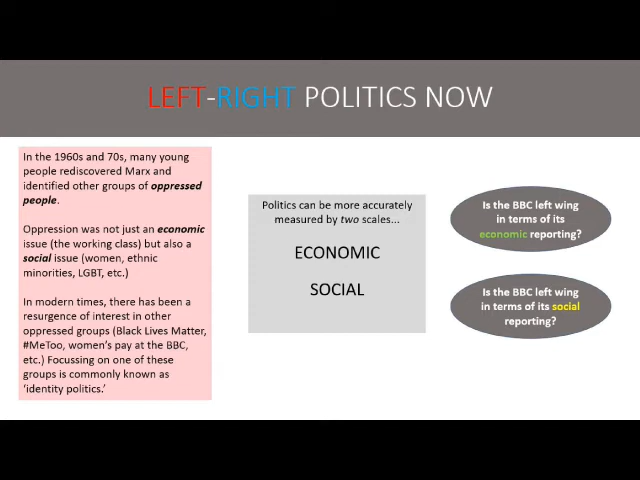 LEFT-RIGHT POLITICS NOW
In the 1960s and 70s, many young
people rediscovered Marx and
identified other groups of oppressed
people.
Oppression was not just an economic
issue (the working class) but also a
social issue (women, ethnic
minorities, LGBT, etc.)
In modern times, there has been a
resurgence of interest in other
oppressed groups (Black Lives Matter,
#MeToo, women's pay at the BBC,
etc.) Focussing on one of these
groups is commonly known as
'identity politics.'
Politics can be more accurately
measured by two scales...
ECONOMIC
SOCIAL
Is the BBC left wing
in terms of its
economic reporting?
Is the BBC left wing
in terms of its social
reporting?